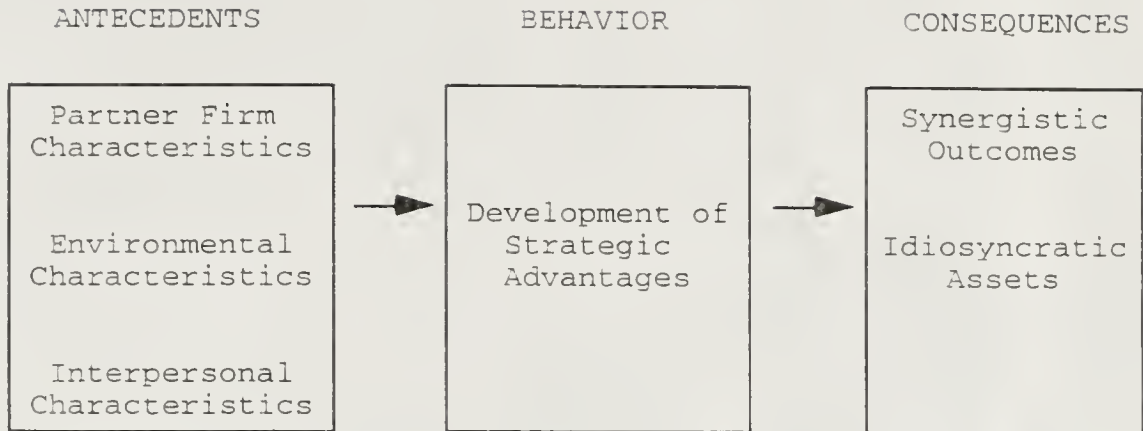 ANTECEDENTS
BEHAVIOR
CONSEQUENCES
Partner Firm
Characteristics
Environmental
Characteristics
Interpersonal
Characteristics
Development of
Strategic
Advantages
Synergistic
Outcomes
Idiosyncratic
Assets